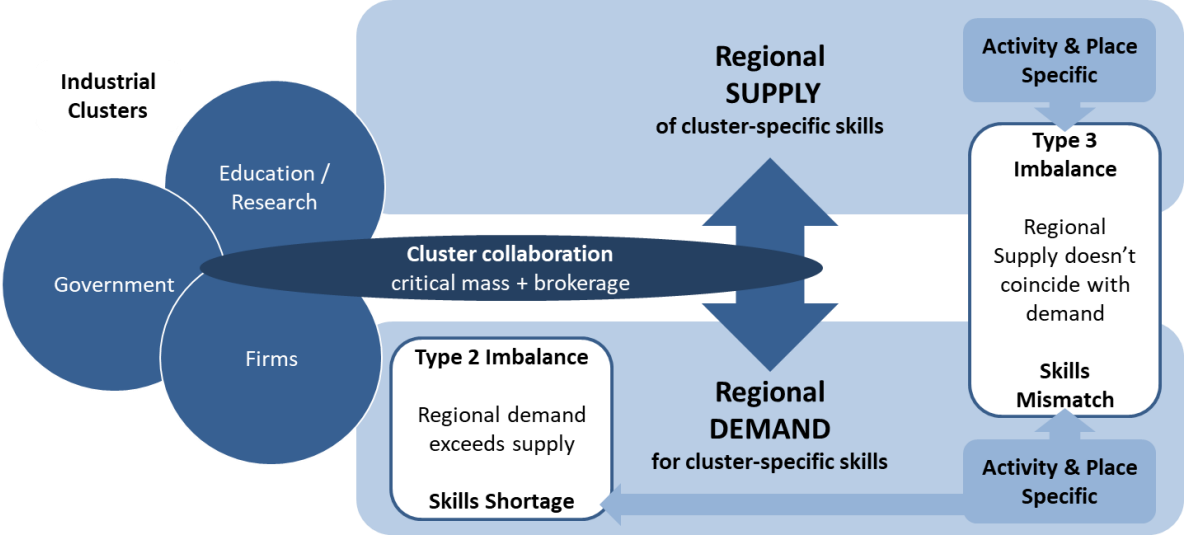 Industrial
Clusters
Education /
Research
Government
Firms
Cluster collaboration
critical mass + brokerage
Regional
SUPPLY
of cluster-specific skills
Activity & Place
Specific
Type 3
Imbalance
Regional
Supply doesn’t
coincide with
demand
Skills
Mismatch
Type 2 Imbalance
Regional demand
exceeds supply
Skills Shortage
Regional
DEMAND
for cluster-specific skills
Activity & Place
Specific